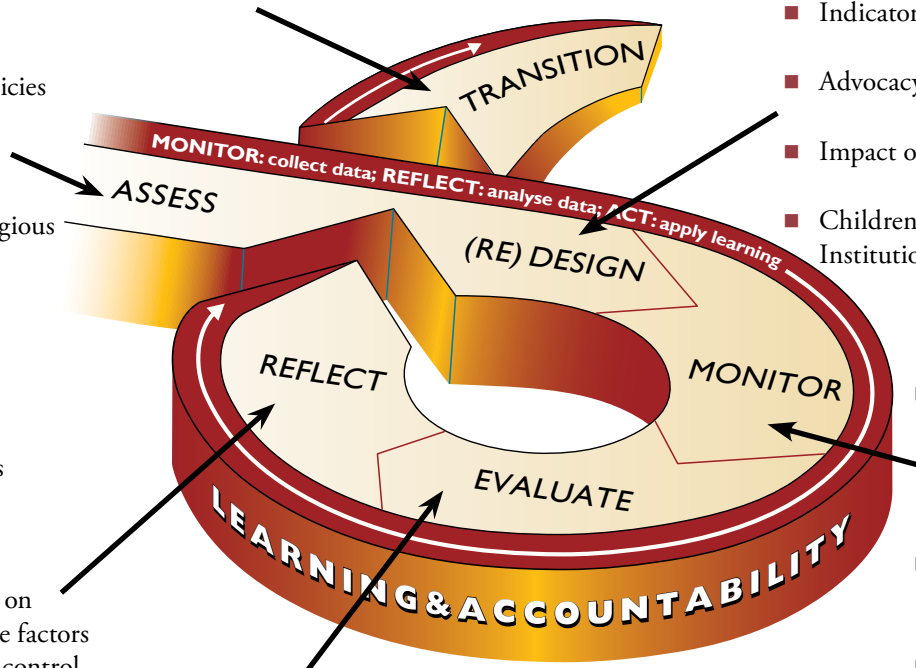 Indicator
icies
Advocacy
TRANSITION
Impact o
MONITOR: collect data; REFLECT: analyse data; ACT: apply learning
ASSESS
gious
Children
Institutio
(RE) DESIGN
REFLECT
MONITOR
s
EVALUATE
LEARNING & ACCOUNTABILITY
on
e factors
control